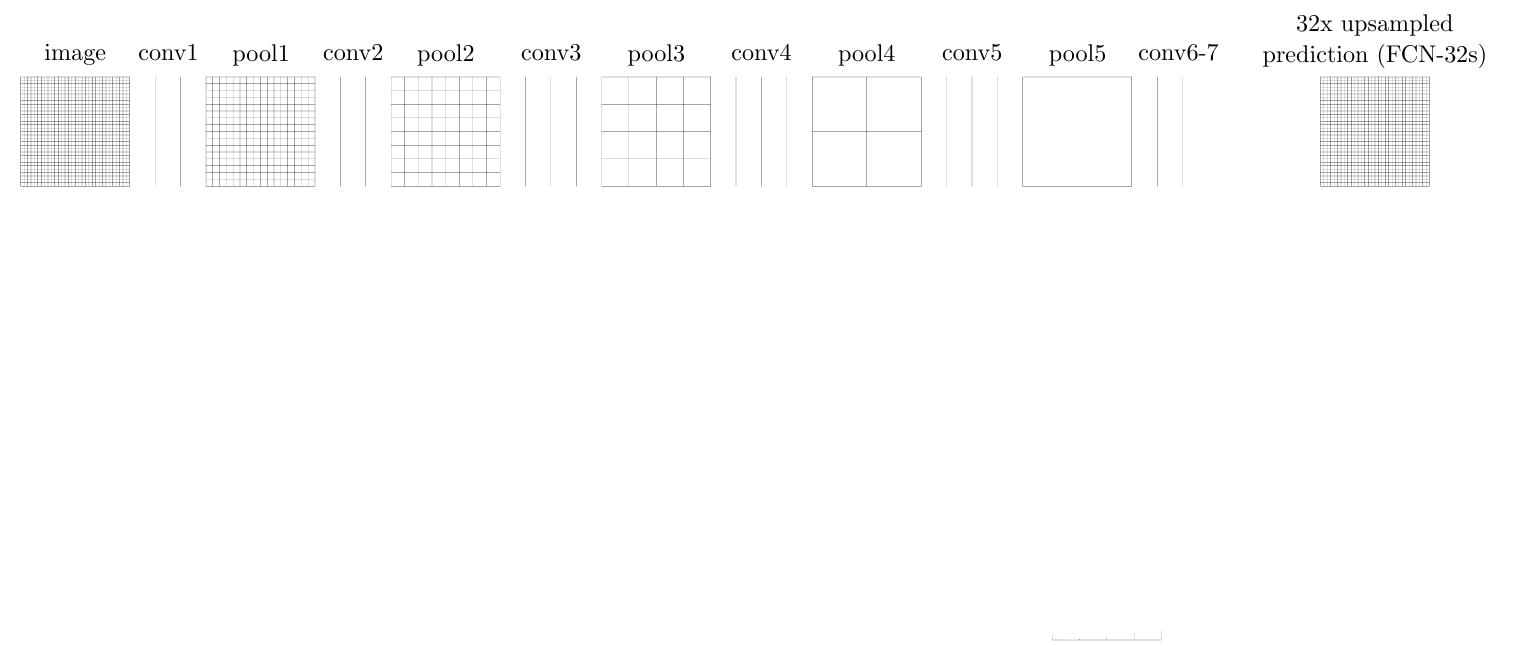 image
conv1
pool1
conv2
pool2
conv3
pool3
conv4
pool4
conv5
pool5
conv6-7
32x upsampled
prediction (FCN-32s)